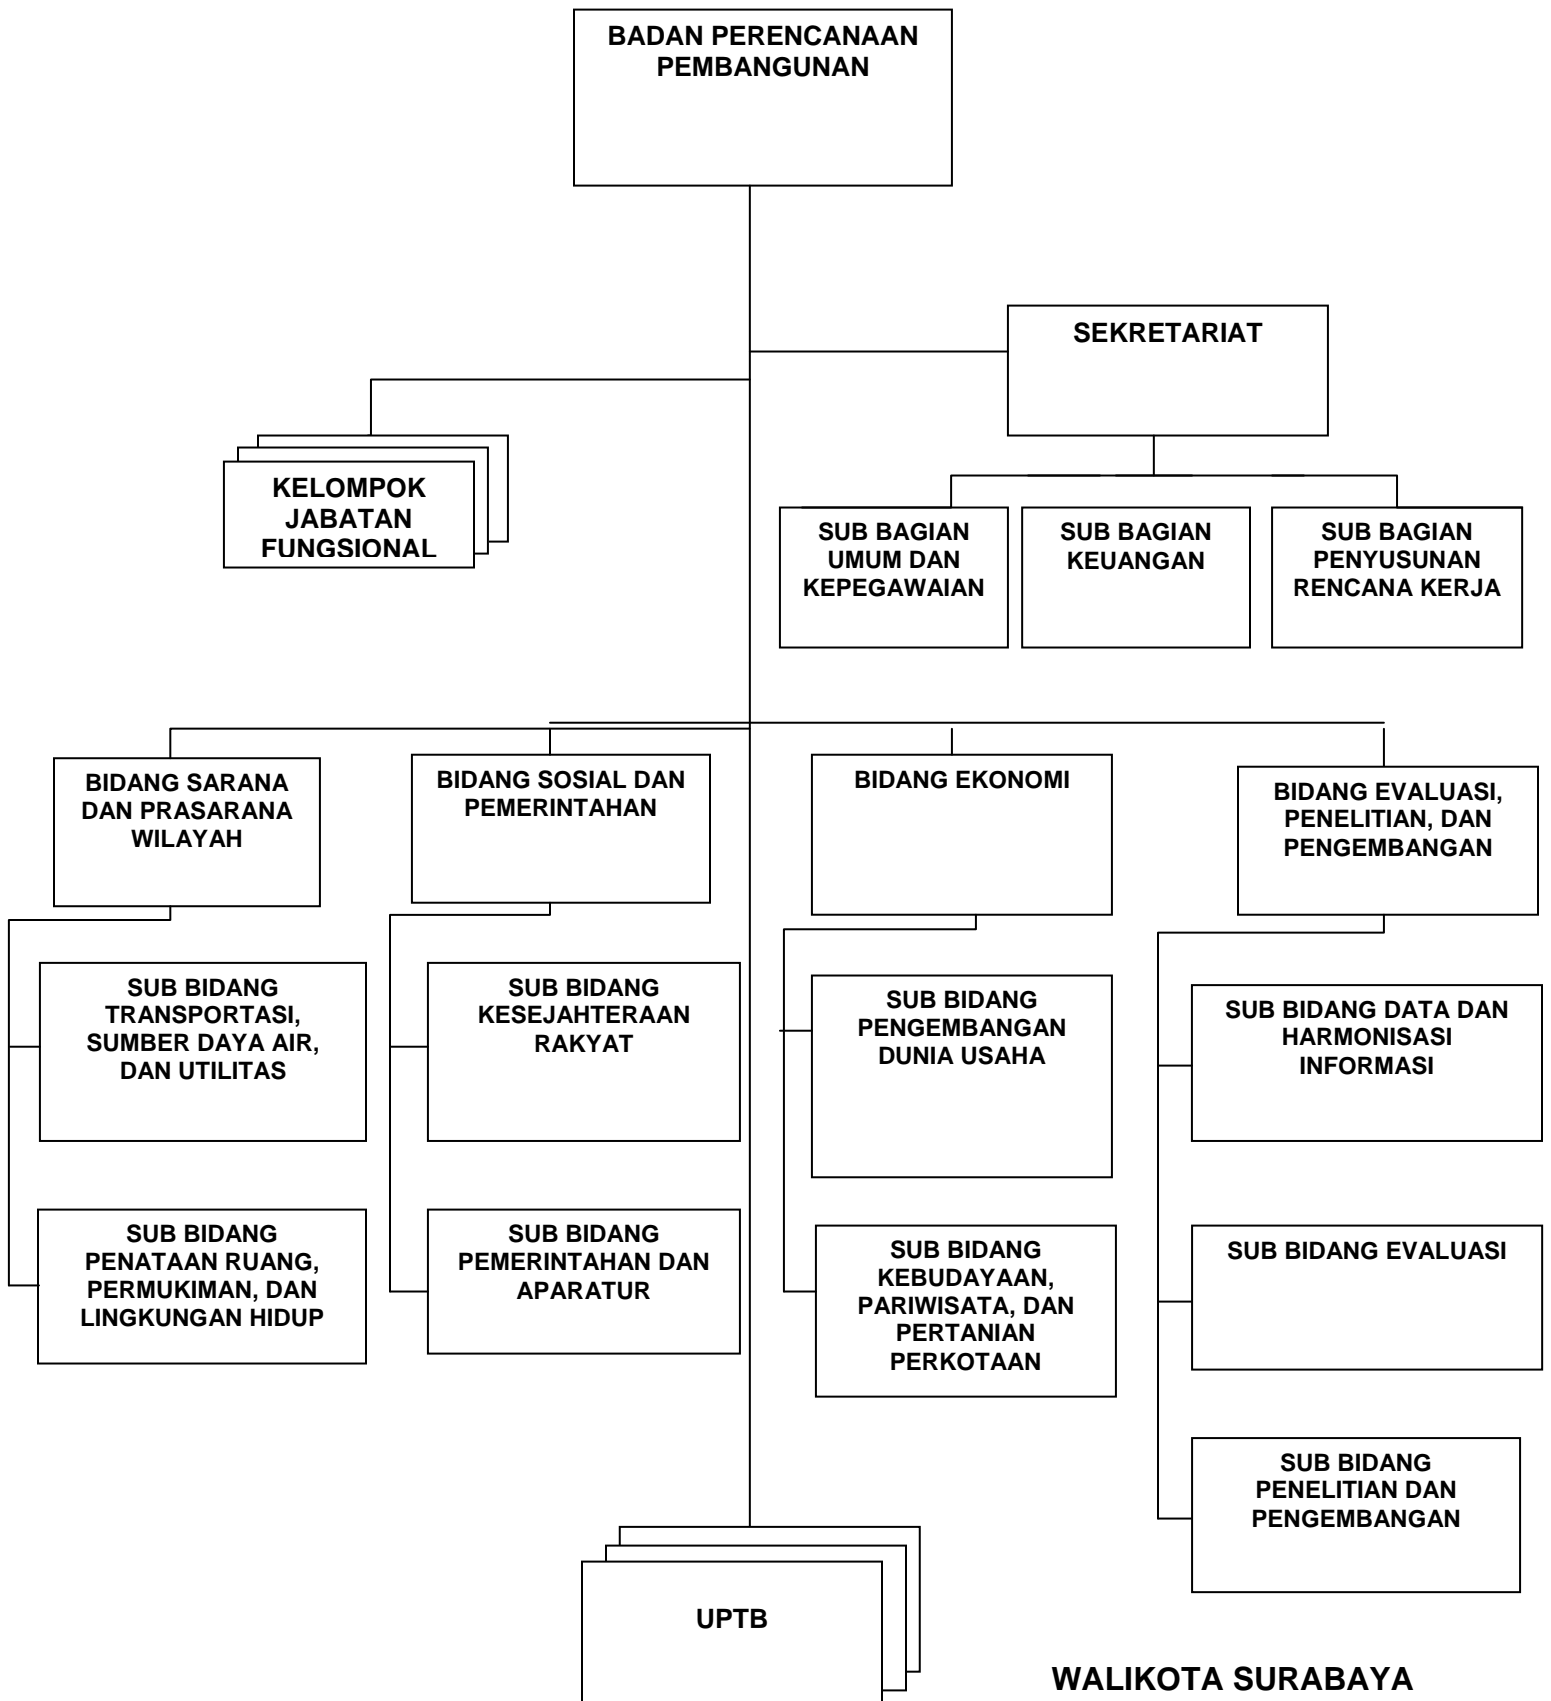 BADAN PERENCANAAN
PEMBANGUNAN
SEKRETARIAT
KELOMPOK
JABATAN
FUNGSIONAL
SUB BAGIAN
UMUM DAN
KEPEGAWAIAN
SUB BAGIAN
KEUANGAN
SUB BAGIAN
PENYUSUNAN
RENCANA KERJA
BIDANG SARANA
DAN PRASARANA
WILAYAH
BIDANG SOSIAL DAN
PEMERINTAHAN
BIDANG EKONOMI
BIDANG EVALUASI,
PENELITIAN, DAN
PENGEMBANGAN
SUB BIDANG
TRANSPORTASI,
SUMBER DAYA AIR,
DAN UTILITAS
SUB BIDANG
KESEJAHTERAAN
RAKYAT
SUB BIDANG
PENGEMBANGAN
DUNIA USAHA
SUB BIDANG DATA DAN
HARMONISASI
INFORMASI
SUB BIDANG
PENATAAN RUANG,
PERMUKIMAN, DAN
LINGKUNGAN HIDUP
SUB BIDANG
PEMERINTAHAN DAN
APARATUR
SUB BIDANG
KEBUDAYAAN,
PARIWISATA, DAN
PERTANIAN
PERKOTAAN
SUB BIDANG EVALUASI
SUB BIDANG
PENELITIAN DAN
PENGEMBANGAN
UPTB
WALIKOTA SURABAYA